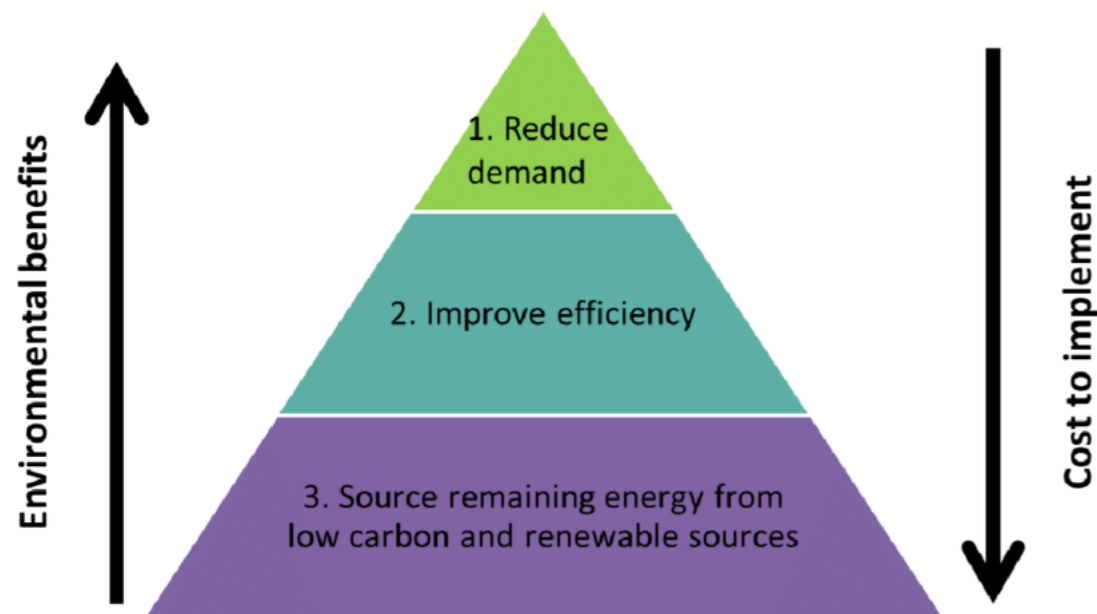 Environmental benefits
1. Reduce
demand
2. Improve efficiency
3. Source remaining energy from
low carbon and renewable sources
Cost to implement